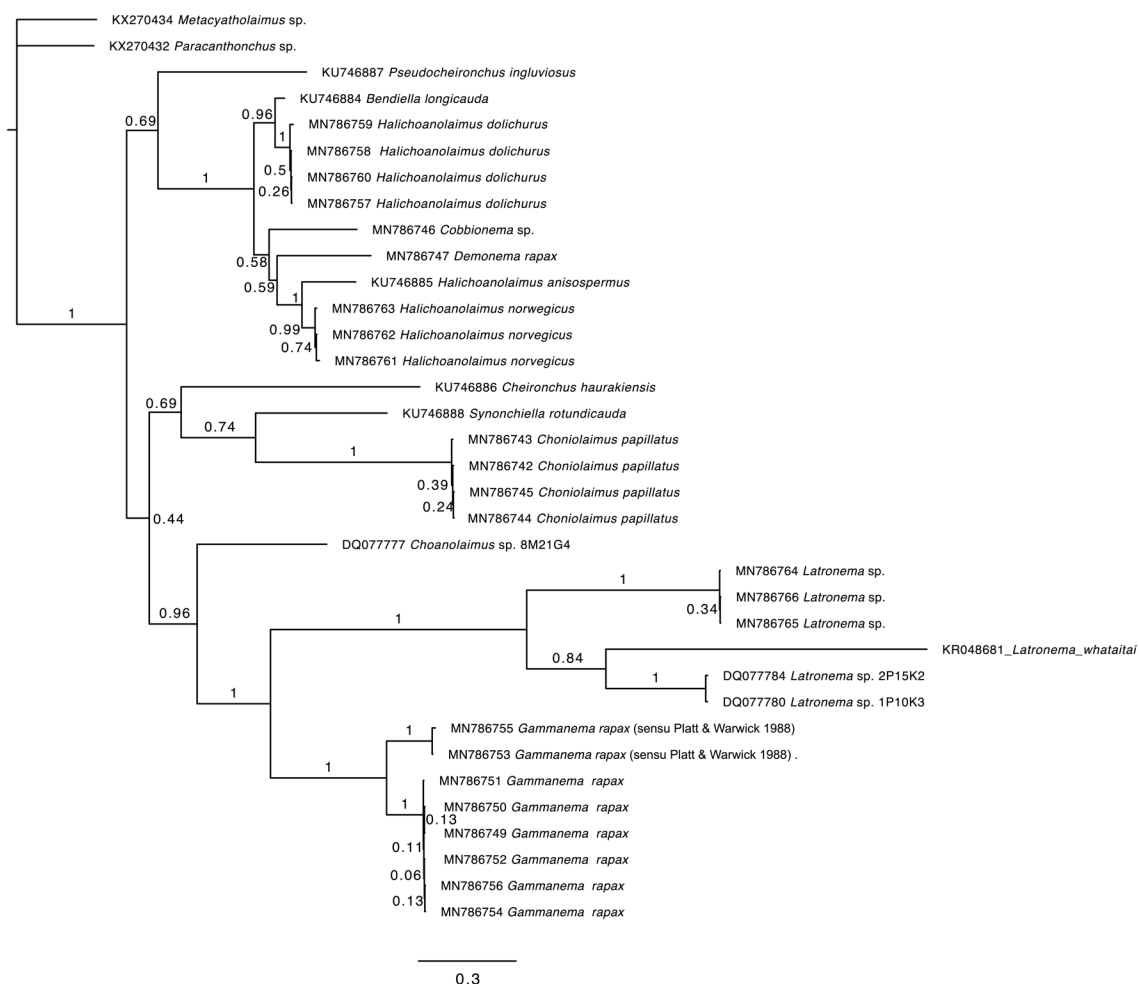 KX270434 Metacyatholaimus sp.
KX270432 Paracanthonchus sp.
KU746887 Pseudocheironchus ingluviosus
KU746884 Bendiella longicauda
0.96
0.69
MN786759 Halichoanolaimus dolichurus
1
MN786758 Halichoanolaimus dolichurus
0.5
1
MN786760 Halichoanolaimus dolichurus
0.26
MN786757 Halichoanolaimus dolichurus
MN786746 Cobbionema sp.
0.58
MN786747 Demonema rapax
0.59
KU746885 Halichoanolaimus anisospermus
1
MN786763 Halichoanolaimus norwegicus
1
0.99
MN786762 Halichoanolaimus norvegicus
0.74
MN786761 Halichoanolaimus norvegicus
KU746886 Cheironchus haurakiensis
0.69
KU746888 Synonchiella rotundicauda
0.74
MN786743 Choniolaimus papillatus
1
MN786742 Choniolaimus papillatus
0.39
MN786745 Choniolaimus papillatus
0.24
MN786744 Choniolaimus papillatus
0.44
DQ077777 Choanolaimus sp. 8M21G4
MN786764 Latronema sp.
1
MN786766 Latronema sp.
0.34
0.96
MN786765 Latronema sp.
1
KR048681_Latronema_whataitai
0.84
DQ077784 Latronema sp. 2P15K2
1
1
DQ077780 Latronema sp. 1P10K3
MN786755 Gammanema rapax (sensu Platt & Warwick 1988)
1
MN786753 Gammanema rapax (sensu Platt & Warwick 1988) .
1
MN786751 Gammanema rapax
1
MN786750 Gammanema rapax
0.13
MN786749 Gammanema rapax
0.11
MN786752 Gammanema rapax
0.06
MN786756 Gammanema rapax
0.13
MN786754 Gammanema rapax
0.3